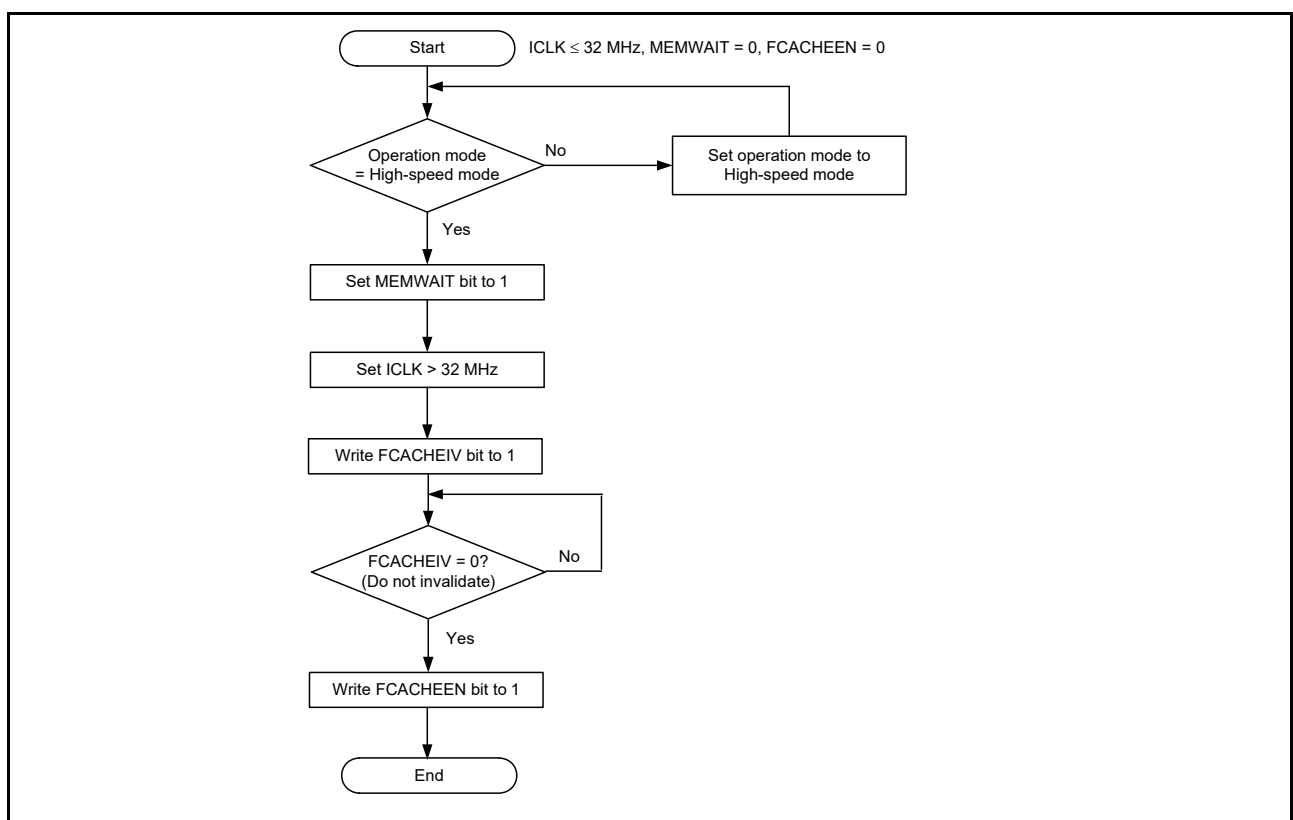 Start
ICLK ≤ 32 MHz, MEMWAIT = 0, FCACHEEN = 0
Operation mode
= High-speed mode
No
Set operation mode to
High-speed mode
Yes
Set MEMWAIT bit to 1
Set ICLK > 32 MHz
Write FCACHEIV bit to 1
FCACHEIV = 0?
(Do not invalidate)
No
Yes
Write FCACHEEN bit to 1
End